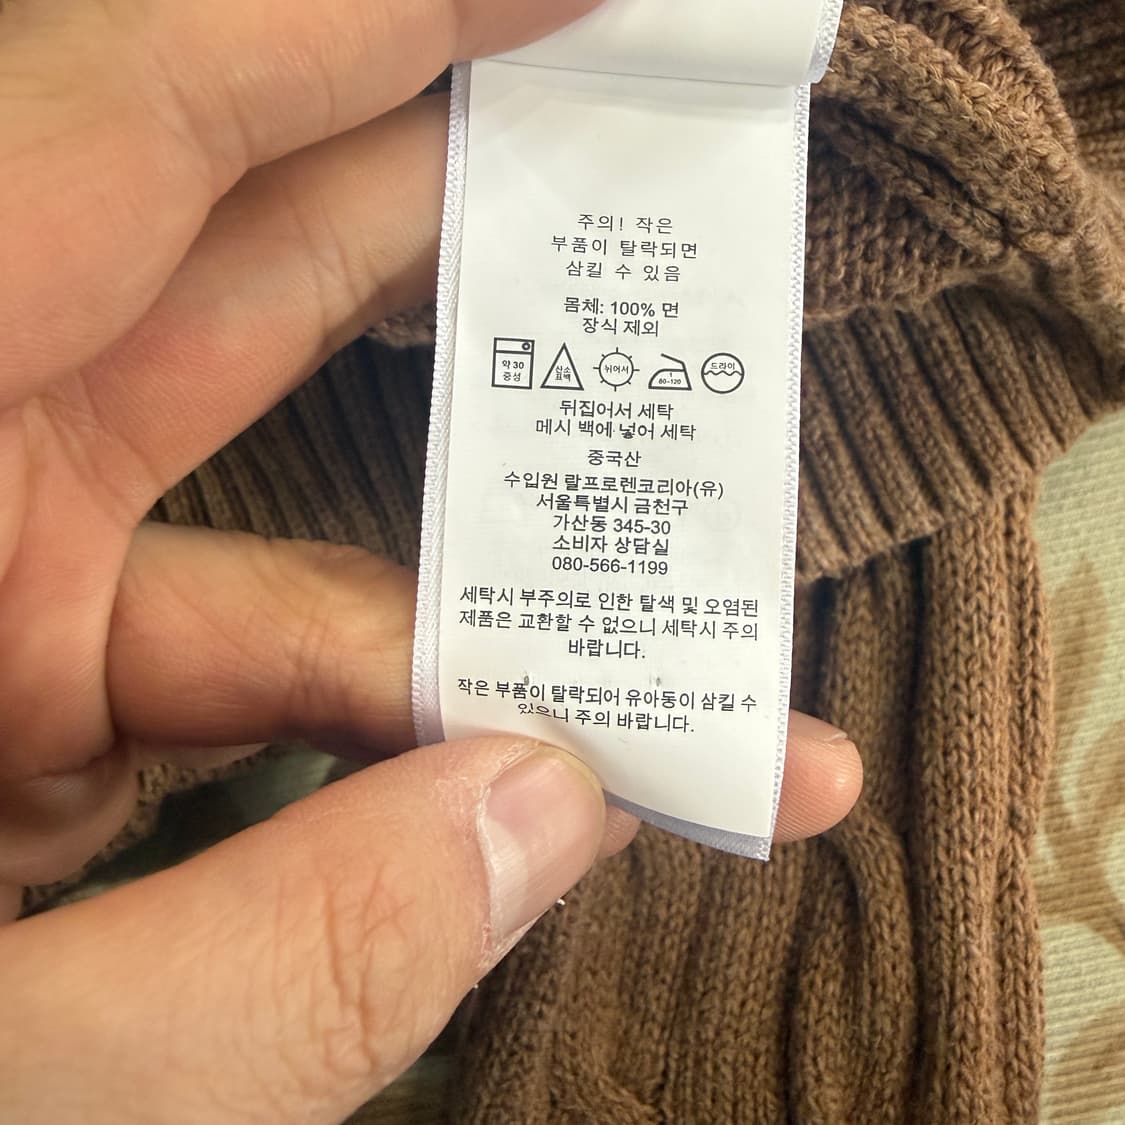 주의! 작은
부품이 탈락되면
삼킬 수 있음
몸체: 100% 면
장식 제외
약 30
중성
산소
표백
뉘어서
1
80-120
드라이
뒤집어서 세탁
메시 백에 넣어 세탁
중국산
수입원 랄프로렌코리아(유)
서울특별시 금천구
가산동 345-30
소비자 상담실
080-566-1199
세탁시 부주의로 인한 탈색 및 오염된
제품은 교환할 수 없으니 세탁시 주의
바랍니다.
작은 부품이 탈락되어 유아동이 삼킬 수
있으니 주의 바랍니다.